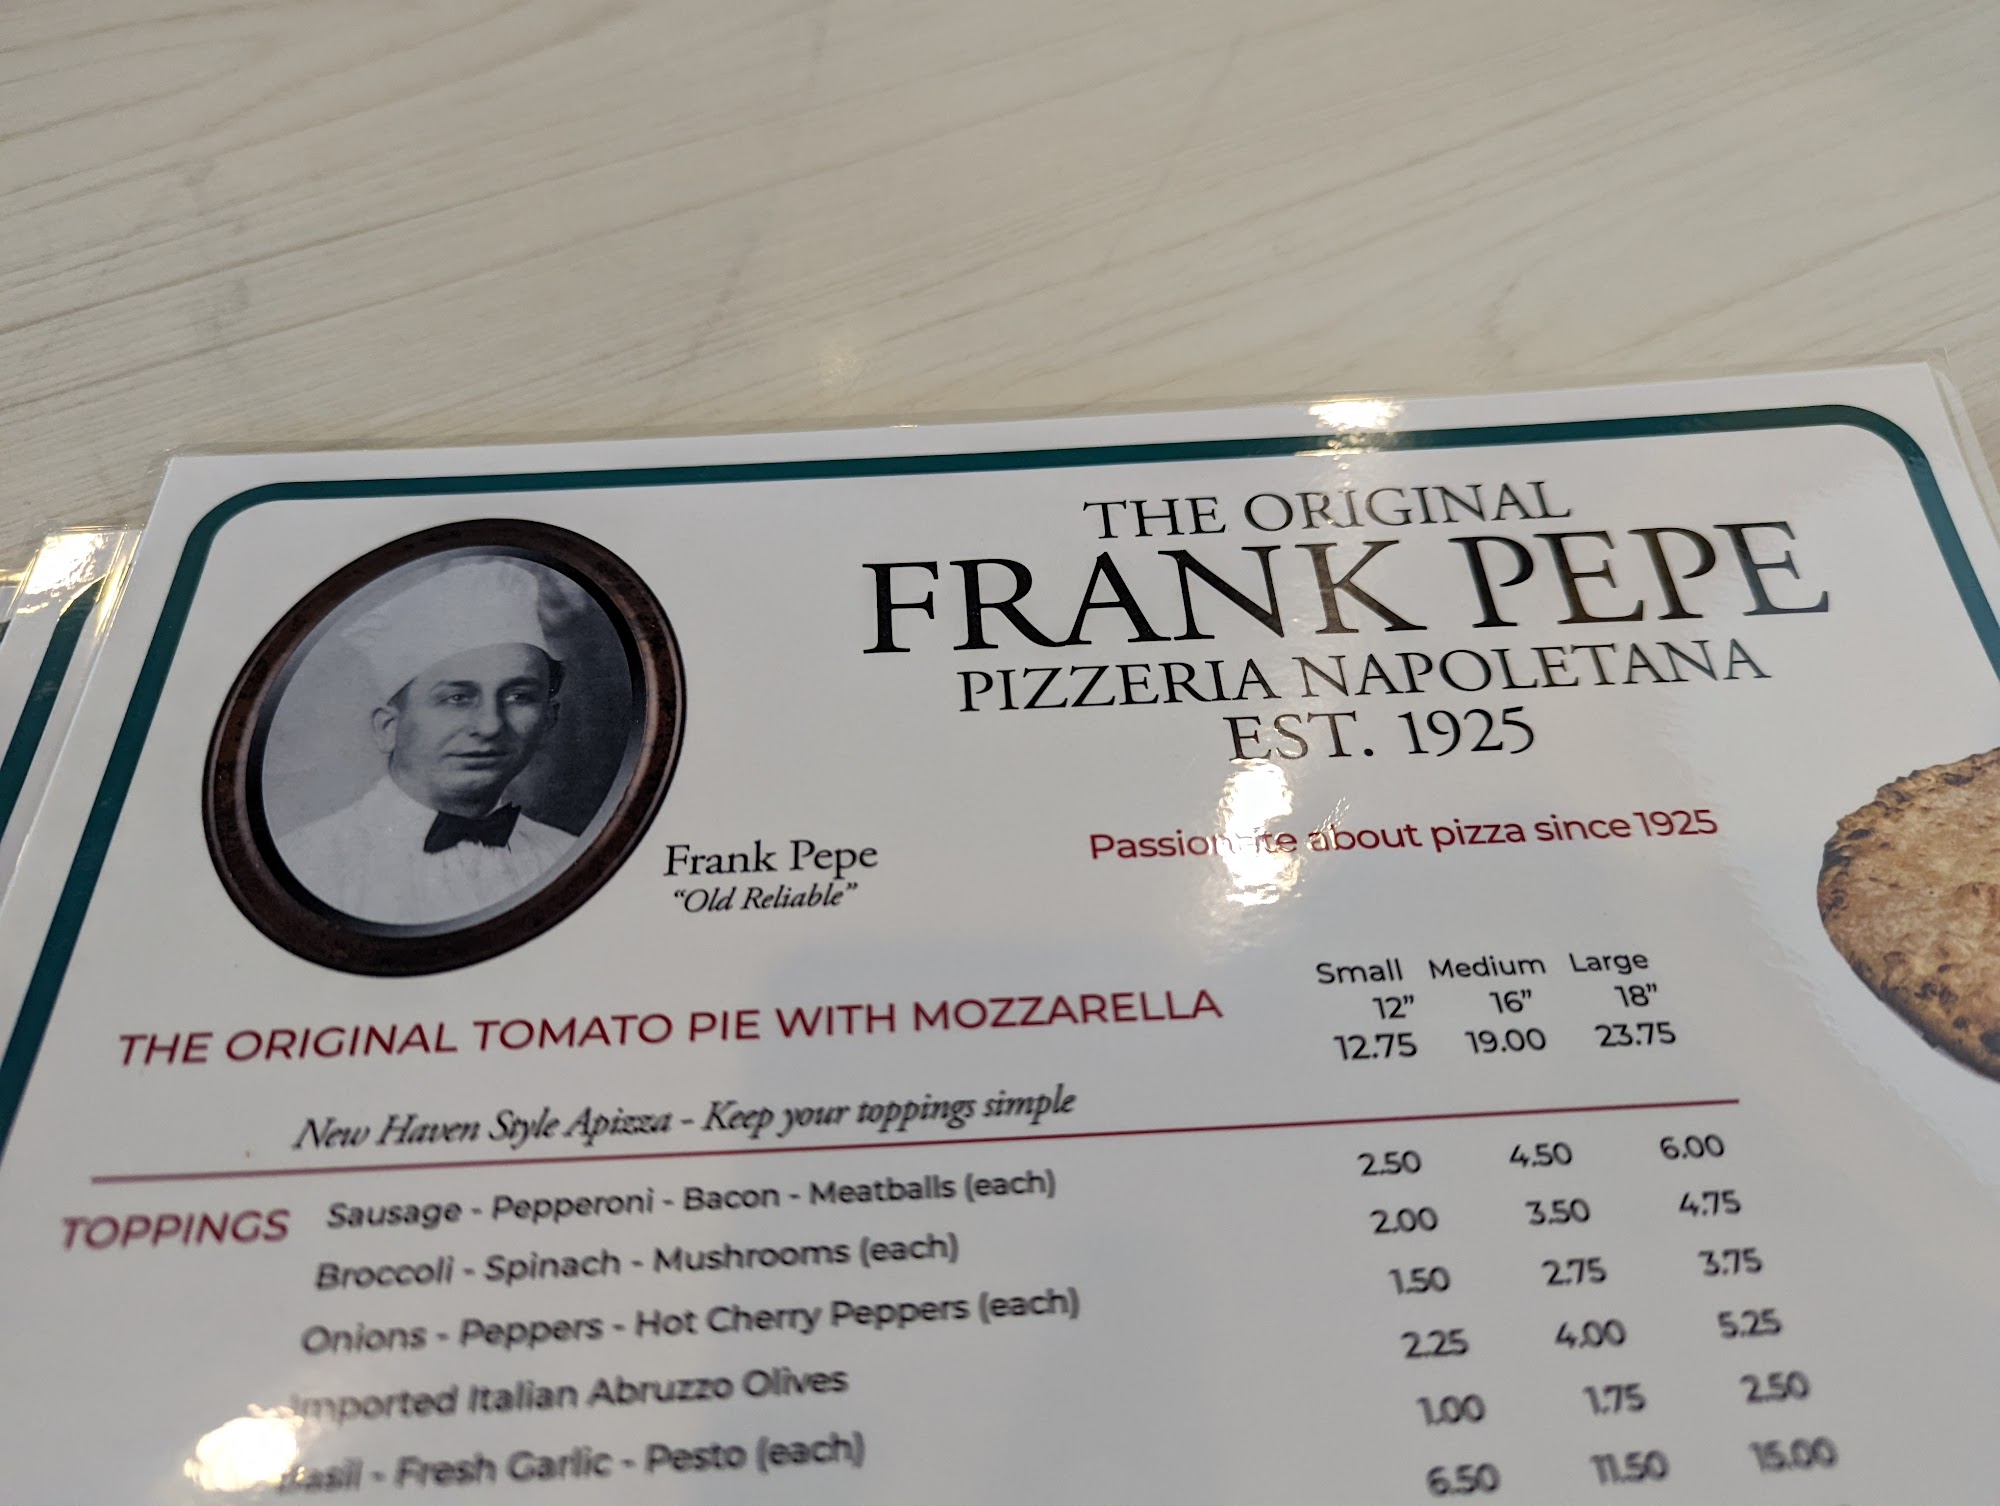 THE ORIGINAL
FRANK PEPE
PIZZERIA NAPOLETANA
EST. 1925
Passionate about pizza since 1925
Frank Pepe
“Old Reliable”
Small Medium Large
12” 16” 18”
THE ORIGINAL TOMATO PIE WITH MOZZARELLA 12.75 19.00 23.75
New Haven Style Apizza - Keep your toppings simple
TOPPINGS Sausage - Pepperoni - Bacon - Meatballs (each) 2.50 4.50 6.00
Broccoli - Spinach - Mushrooms (each) 2.00 3.50 4.75
Onions - Peppers - Hot Cherry Peppers (each) 1.50 2.75 3.75
Imported Italian Abruzzo Olives 2.25 4.00 5.25
Basil - Fresh Garlic - Pesto (each) 1.00 1.75 2.50
6.50 11.50 15.00